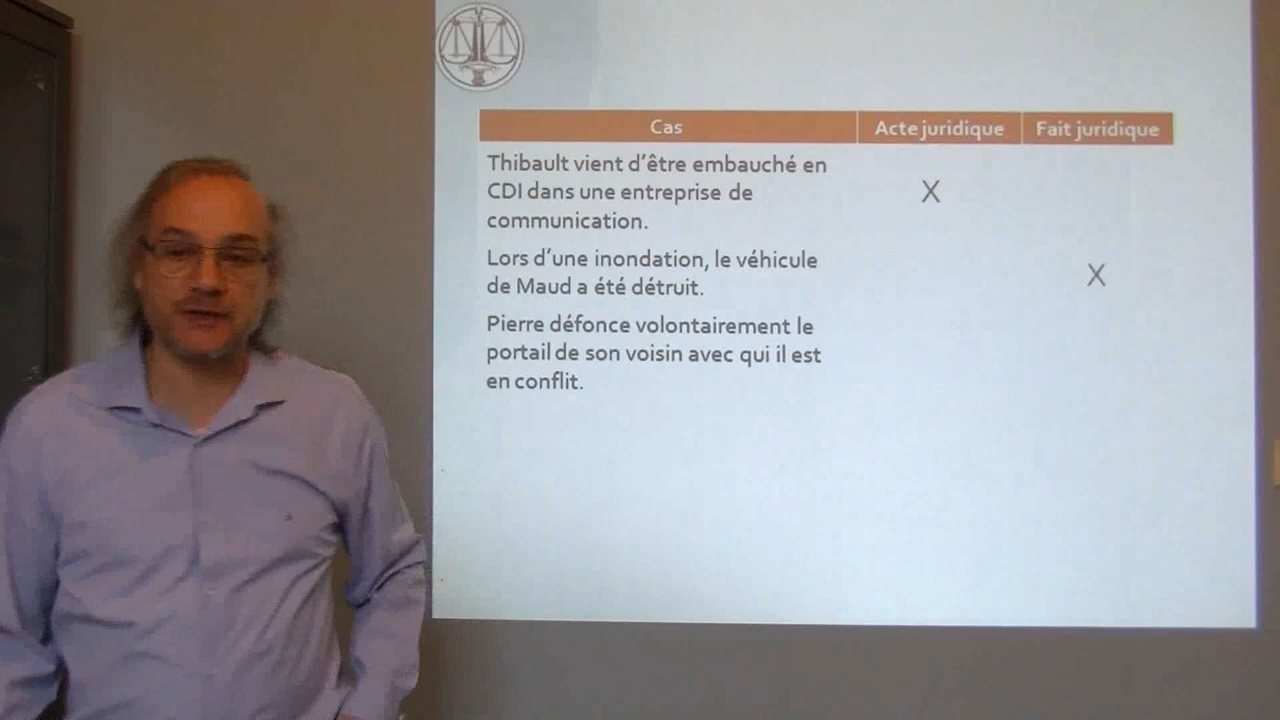 Cas Acte juridique Fait juridique
Thibault vient d'être embauché en
CDI dans une entreprise de X
communication.
Lors d'une inondation, le véhicule
de Maud a été détruit. X
Pierre défonce volontairement le
portail de son voisin avec qui il est
en conflit.